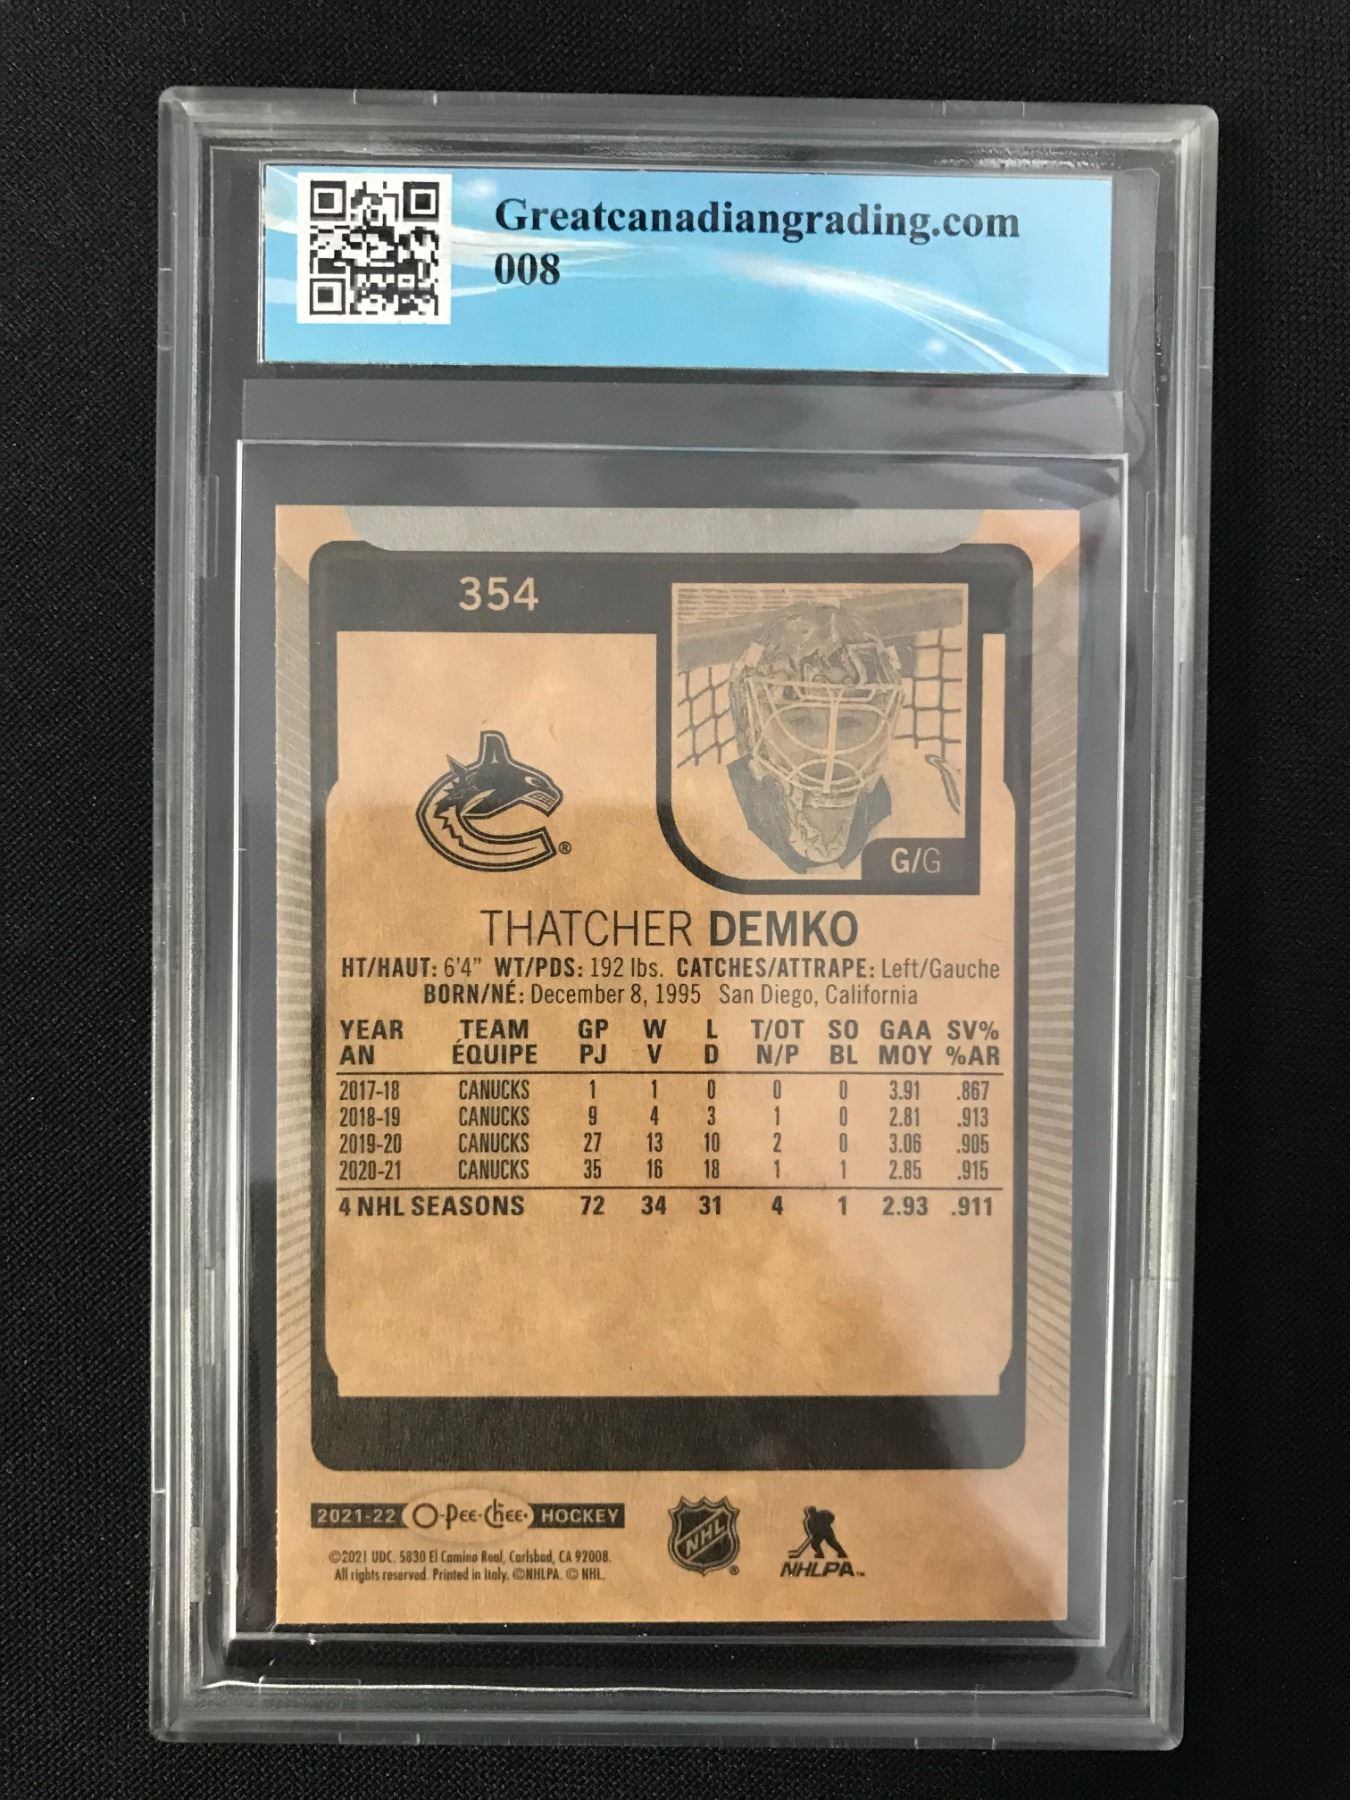 Greatcanadiangrading.com
008
354
G/G
®
THATCHER DEMKO
HT/HAUT: 6'4" WT/PDS: 192 lbs. CATCHES/ATTRAPE: Left/Gauche
BORN/NÉ: December 8, 1995 San Diego, California
YEAR TEAM GP W L T/OT SO GAA SV%
AN ÉQUIPE PJ V D N/P BL MOY %AR
2017-18 CANUCKS 1 1 0 0 0 3.91 .867
2018-19 CANUCKS 9 4 3 1 0 2.81 .913
2019-20 CANUCKS 27 13 10 2 0 3.06 .905
2020-21 CANUCKS 35 16 18 1 1 2.85 .915
4 NHL SEASONS 72 34 31 4 1 2.93 .911
2021-22 O-Pee-Chee HOCKEY
©2021 UDC. 5830 El Camino Real, Carlsbad, CA 92008.
All rights reserved. Printed in Italy. ©NHLPA. © NHL.
NHL ®
NHLPA™